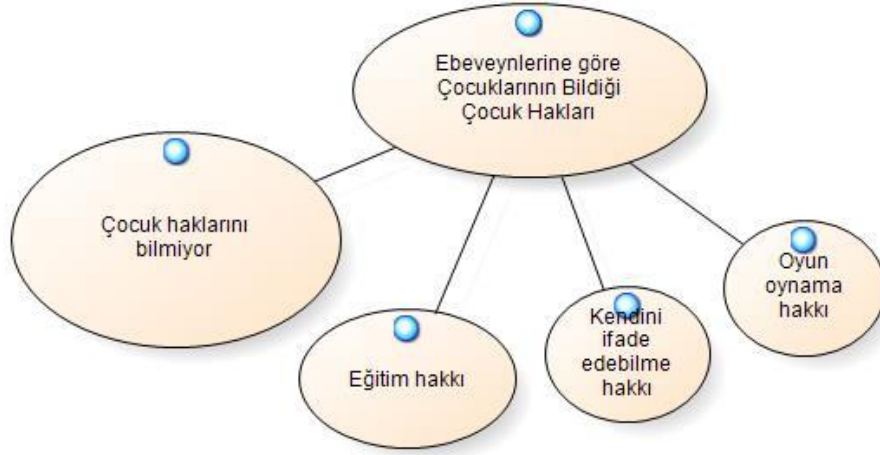 Ebeveynlerine göre
Çocuklarının Bildiği
Çocuk Hakları
Çocuk haklarını
bilmiyor
Eğitim hakkı
Kendini
ifade
edebilme
hakkı
Oyun
oynama
hakkı